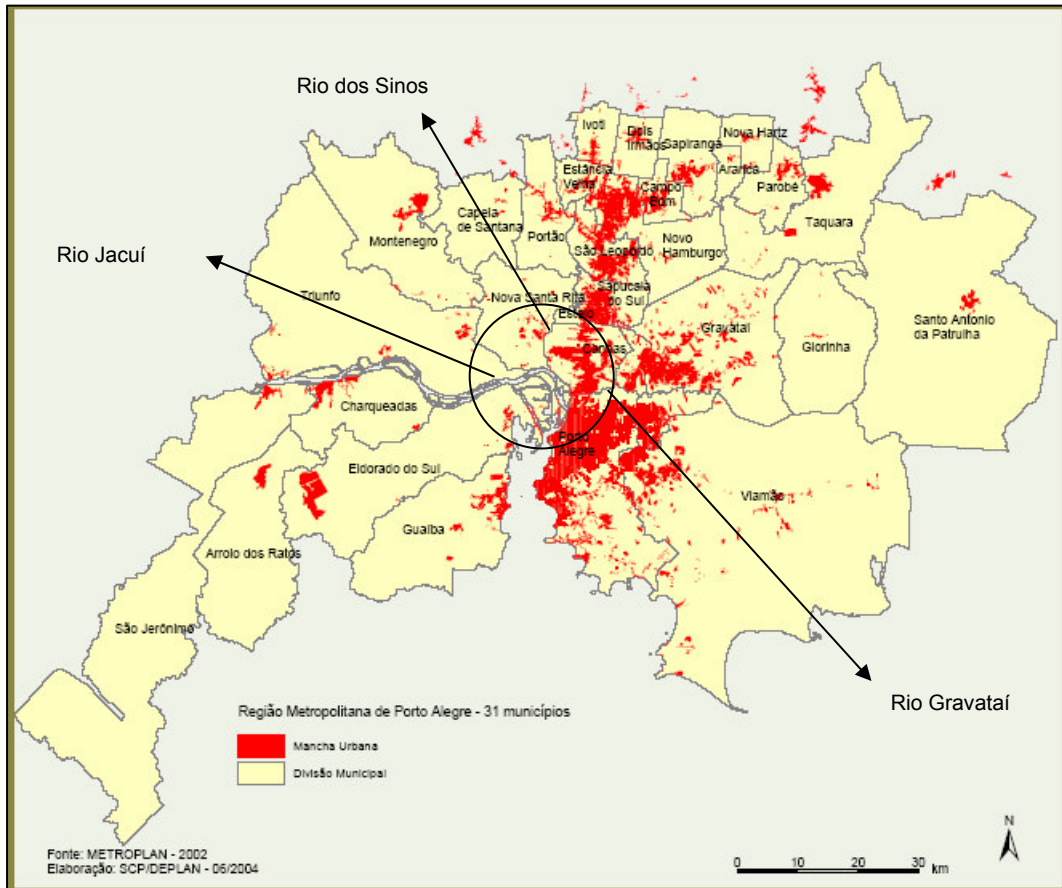 Rio dos Sinos
Rio Jacuí
Rio Gravataí
Ivoti
Dois
Irmãos
Sapiranga
Nova Hartz
Estância
Velha
Campo
Bom
Araricá
Parobé
Taquara
Montenegro
Capela
de Santana
Portão
São Leopoldo
Novo
Hamburgo
Triunfo
Nova Santa Rita
Sapucaia
do Sul
Esteio
Canoas
Gravataí
Glorinha
Santo Antonio
da Patrulha
Charqueadas
Porto
Alegre
Eldorado do Sul
Viamão
Guaíba
Arroio dos Ratos
São Jerônimo
Região Metropolitana de Porto Alegre - 31 municípios
Mancha Urbana
Divisão Municipal
Fonte: METROPLAN - 2002
Elaboração: SCP/DEPLAN - 06/2004
N
0 10 20 30
km